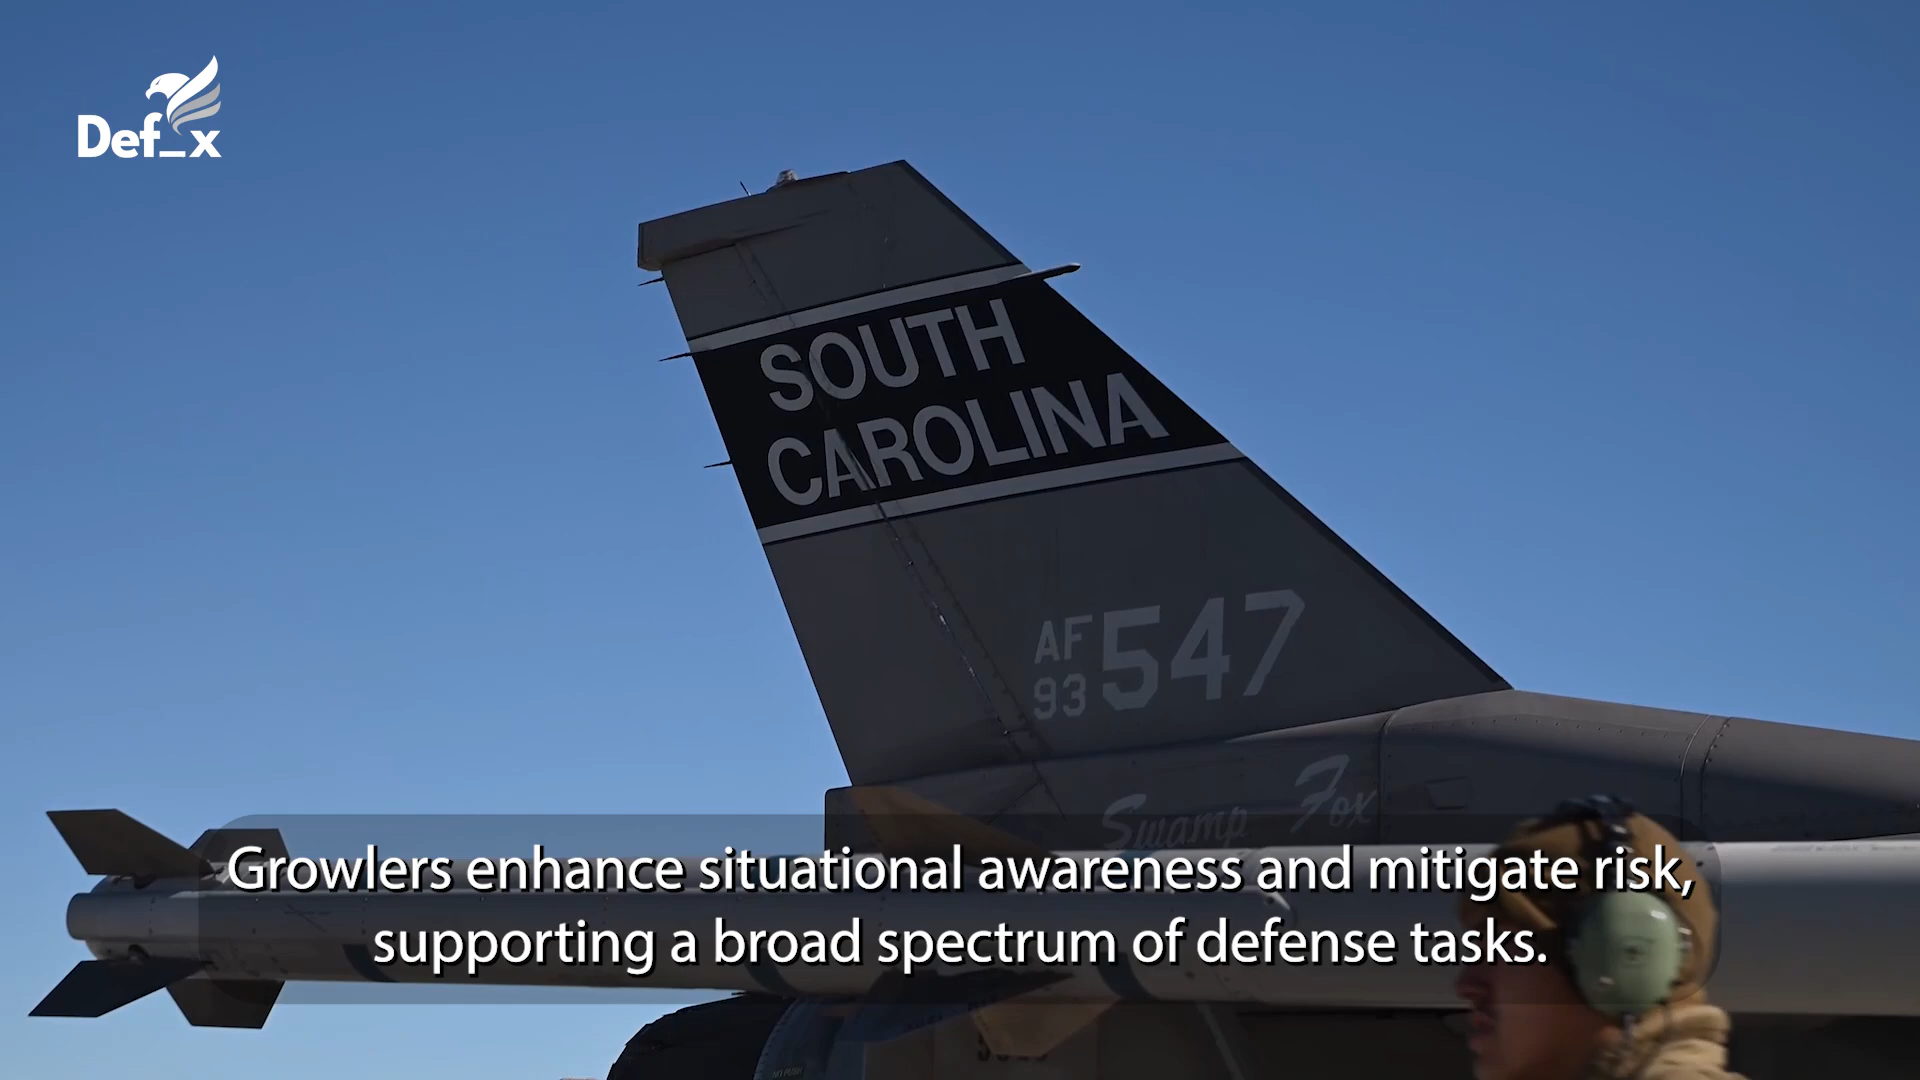 Def_x
SOUTH
CAROLINA
AF
93
547
Swamp Fox
Growlers enhance situational awareness and mitigate risk,
supporting a broad spectrum of defense tasks.